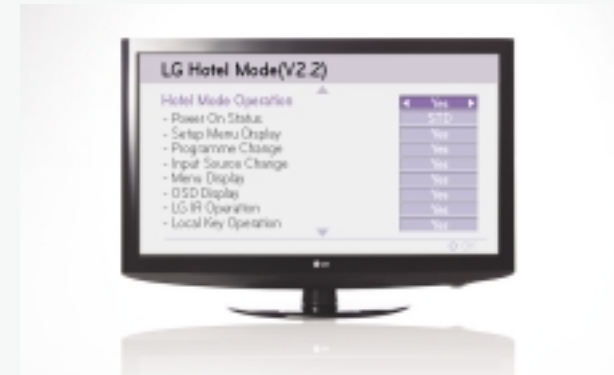 LG Hotel Mode(V2.2)
Hotel Mode Operation Yes
- Power On Status STD
- Setup Menu Display Yes
- Programme Change Yes
- Input Source Change Yes
- Menu Display Yes
- OSD Display Yes
- LG IR Operation Yes
- Local Key Operation Yes
OK
LG